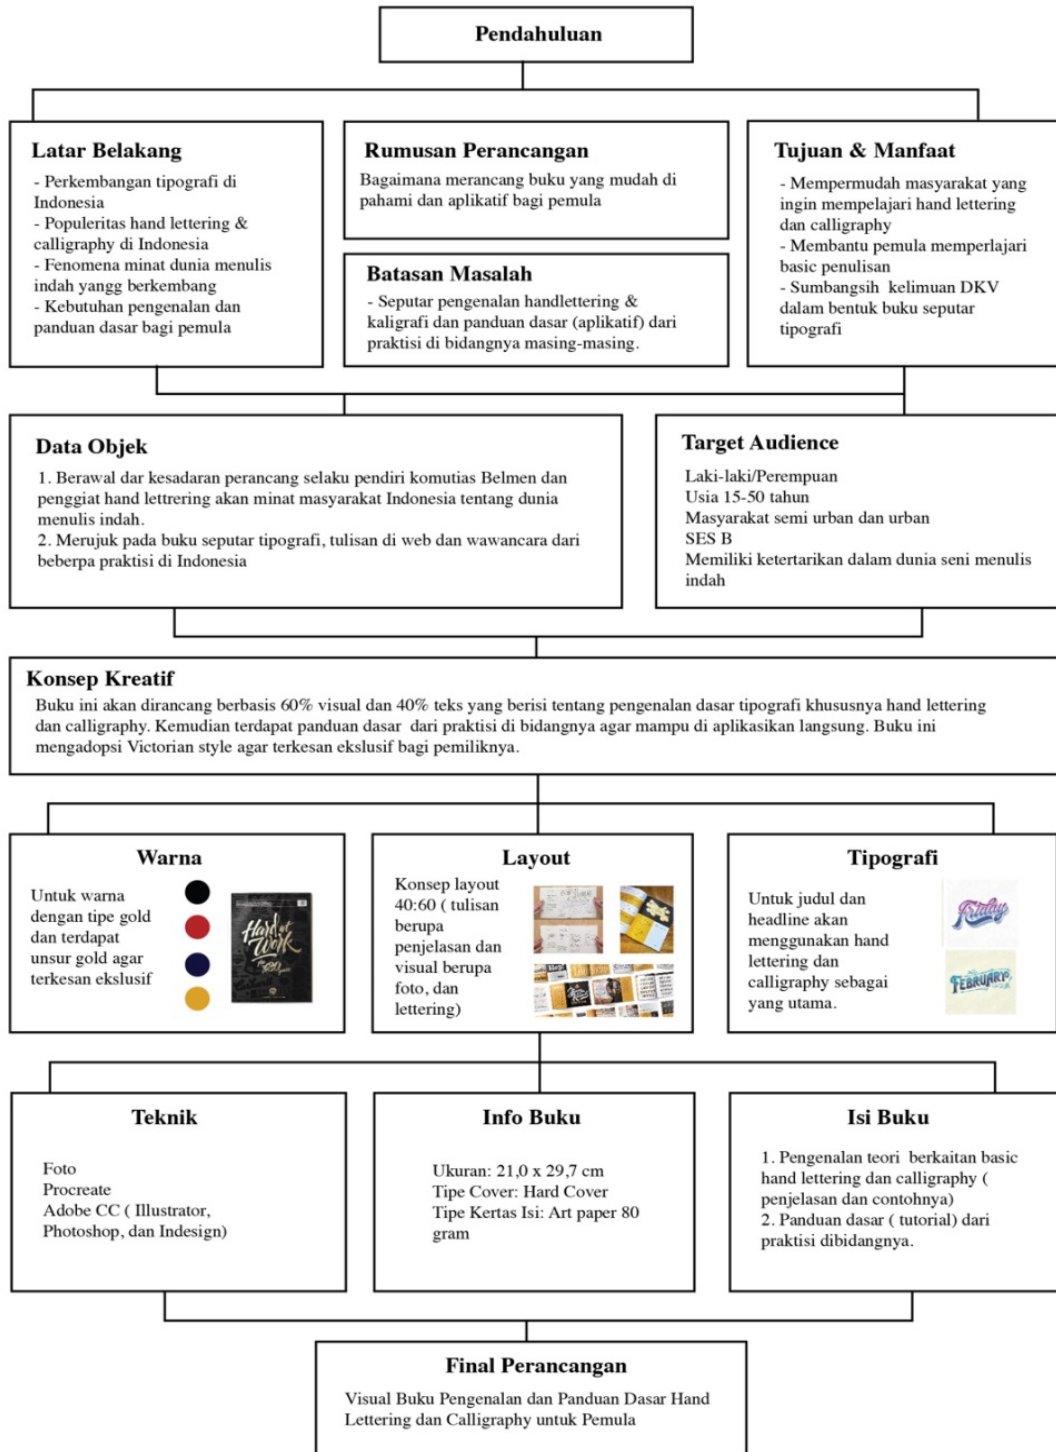 Pendahuluan
Latar Belakang
- Perkembangan tipografi di
Indonesia
- Populeritas hand lettering &
calligraphy di Indonesia
- Fenomena minat dunia menulis
indah yangg berkembang
- Kebutuhan pengenalan dan
panduan dasar bagi pemula
Rumusan Perancangan
Bagaimana merancang buku yang mudah di
pahami dan aplikatif bagi pemula
Batasan Masalah
- Seputar pengenalan handlettering &
kaligrafi dan panduan dasar (aplikatif) dari
praktisi di bidangnya masing-masing.
Tujuan & Manfaat
- Mempermudah masyarakat yang
ingin mempelajari hand lettering
dan calligraphy
- Membantu pemula memperlajari
basic penulisan
- Sumbangsih  kelimuan DKV
dalam bentuk buku seputar
tipografi
Data Objek
1. Berawal dar kesadaran perancang selaku pendiri komutias Belmen dan
penggiat hand lettrering akan minat masyarakat Indonesia tentang dunia
menulis indah.
2. Merujuk pada buku seputar tipografi, tulisan di web dan wawancara dari
beberpa praktisi di Indonesia
Target Audience
Laki-laki/Perempuan
Usia 15-50 tahun
Masyarakat semi urban dan urban
SES B
Memiliki ketertarikan dalam dunia seni menulis
indah
Konsep Kreatif
Buku ini akan dirancang berbasis 60% visual dan 40% teks yang berisi tentang pengenalan dasar tipografi khususnya hand lettering
dan calligraphy. Kemudian terdapat panduan dasar  dari praktisi di bidangnya agar mampu di aplikasikan langsung. Buku ini
mengadopsi Victorian style agar terkesan ekslusif bagi pemiliknya.
Warna
Untuk warna
dengan tipe gold
dan terdapat
unsur gold agar
terkesan ekslusif
Hard at
Work
Layout
Konsep layout
40:60 ( tulisan
berupa
penjelasan dan
visual berupa
foto, dan
lettering)
Tipografi
Untuk judul dan
headline akan
menggunakan hand
lettering dan
calligraphy sebagai
yang utama.
Friday
FEBRUARY
Teknik
Foto
Procreate
Adobe CC ( Illustrator,
Photoshop, dan Indesign)
Info Buku
Ukuran: 21,0 x 29,7 cm
Tipe Cover: Hard Cover
Tipe Kertas Isi: Art paper 80
gram
Isi Buku
1. Pengenalan teori  berkaitan basic
hand lettering dan calligraphy (
penjelasan dan contohnya)
2. Panduan dasar ( tutorial) dari
praktisi dibidangnya.
Final Perancangan
Visual Buku Pengenalan dan Panduan Dasar Hand
Lettering dan Calligraphy untuk Pemula